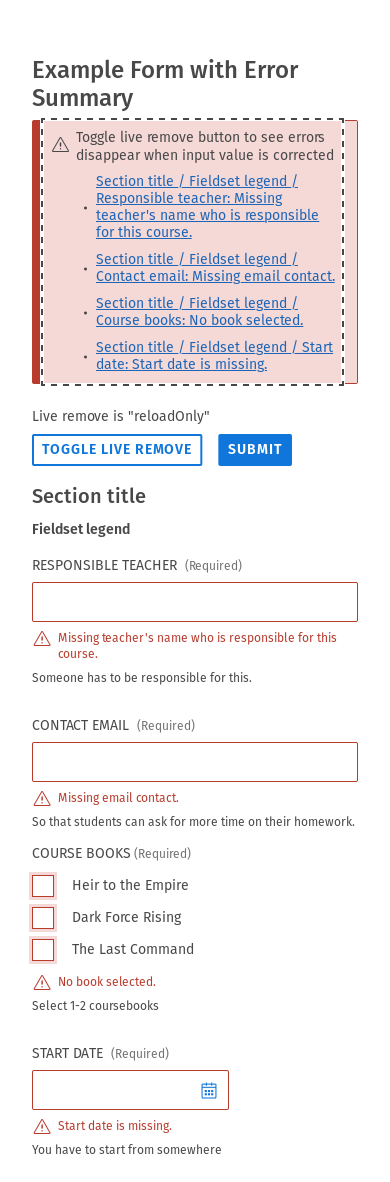 Example Form with Error
Summary
Toggle live remove button to see errors
disappear when input value is corrected
Section title / Fieldset legend /
Responsible teacher: Missing
teacher's name who is responsible
for this course.
Section title / Fieldset legend /
Contact email: Missing email contact.
Section title / Fieldset legend /
Course books: No book selected.
Section title / Fieldset legend / Start
date: Start date is missing.
Live remove is "reloadOnly"
TOGGLE LIVE REMOVE SUBMIT
Section title
Fieldset legend
RESPONSIBLE TEACHER (Required)
Missing teacher's name who is responsible for this
course.
Someone has to be responsible for this.
CONTACT EMAIL (Required)
Missing email contact.
So that students can ask for more time on their homework.
COURSE BOOKS (Required)
Heir to the Empire
Dark Force Rising
The Last Command
No book selected.
Select 1-2 coursebooks
START DATE (Required)
Start date is missing.
You have to start from somewhere